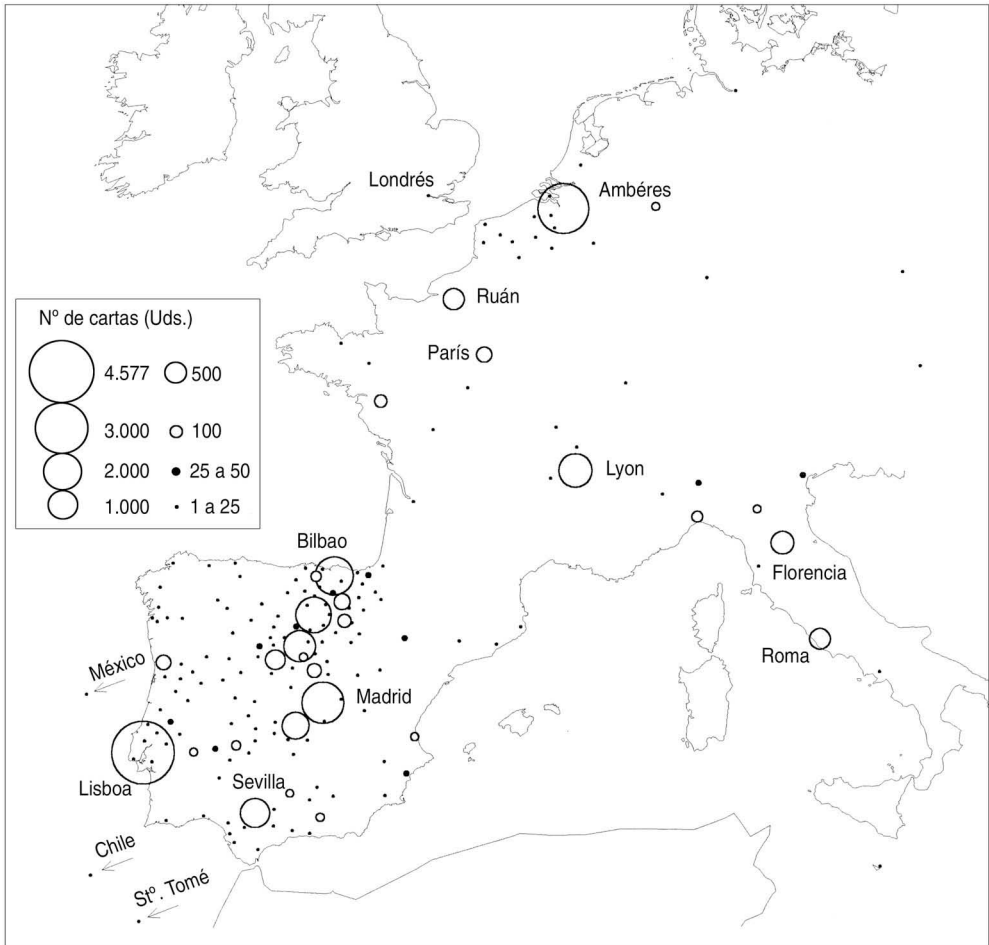 Londrés
Ambéres
Ruán
Nº de cartas (Uds.)
4.577
500
3.000
100
2.000
25 a 50
1.000
1 a 25
París
Lyon
Bilbao
Florencia
Roma
México
Madrid
Lisboa
Sevilla
Chile
Stº. Tomé